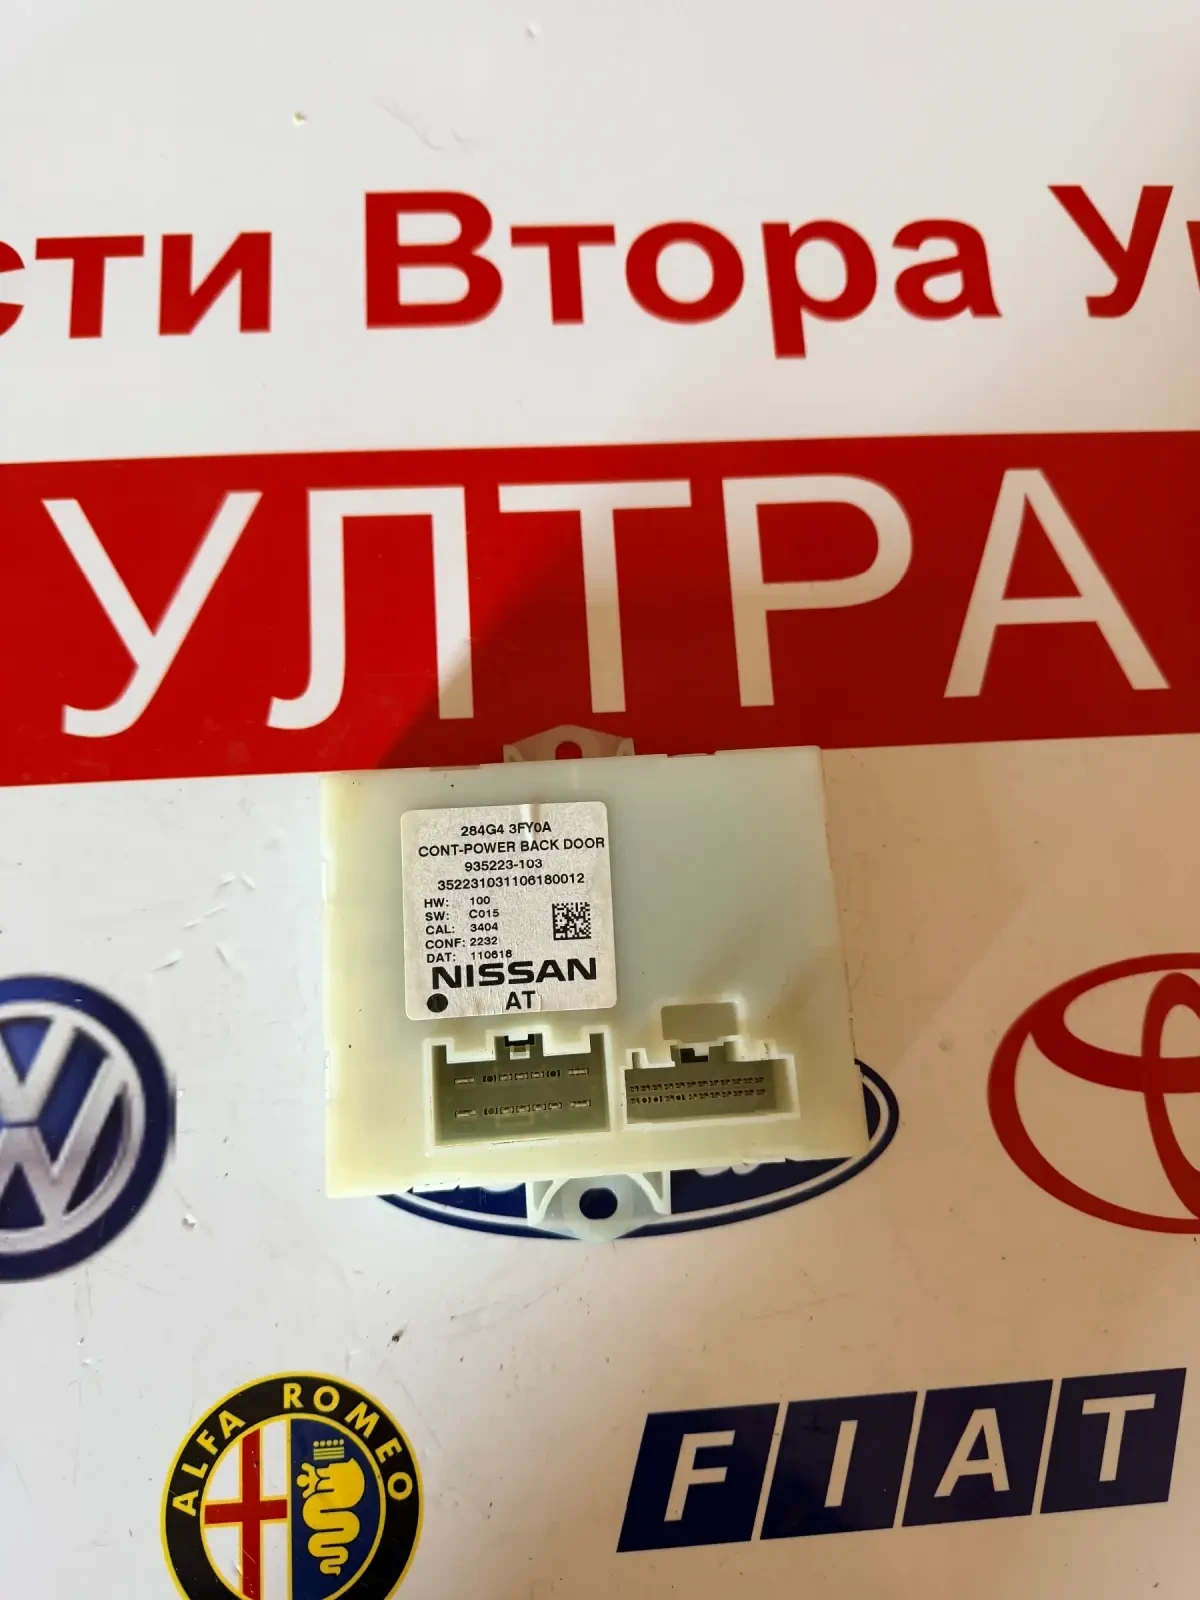 сти Втора У
УЛТРА
284G4 3FY0A
CONT-POWER BACK DOOR
935223-103
352231031106180012
HW: 100
SW: C015
CAL: 3404
CONF: 2232
DAT: 110618
NISSAN
AT
ALFA ROMEO
FIAT